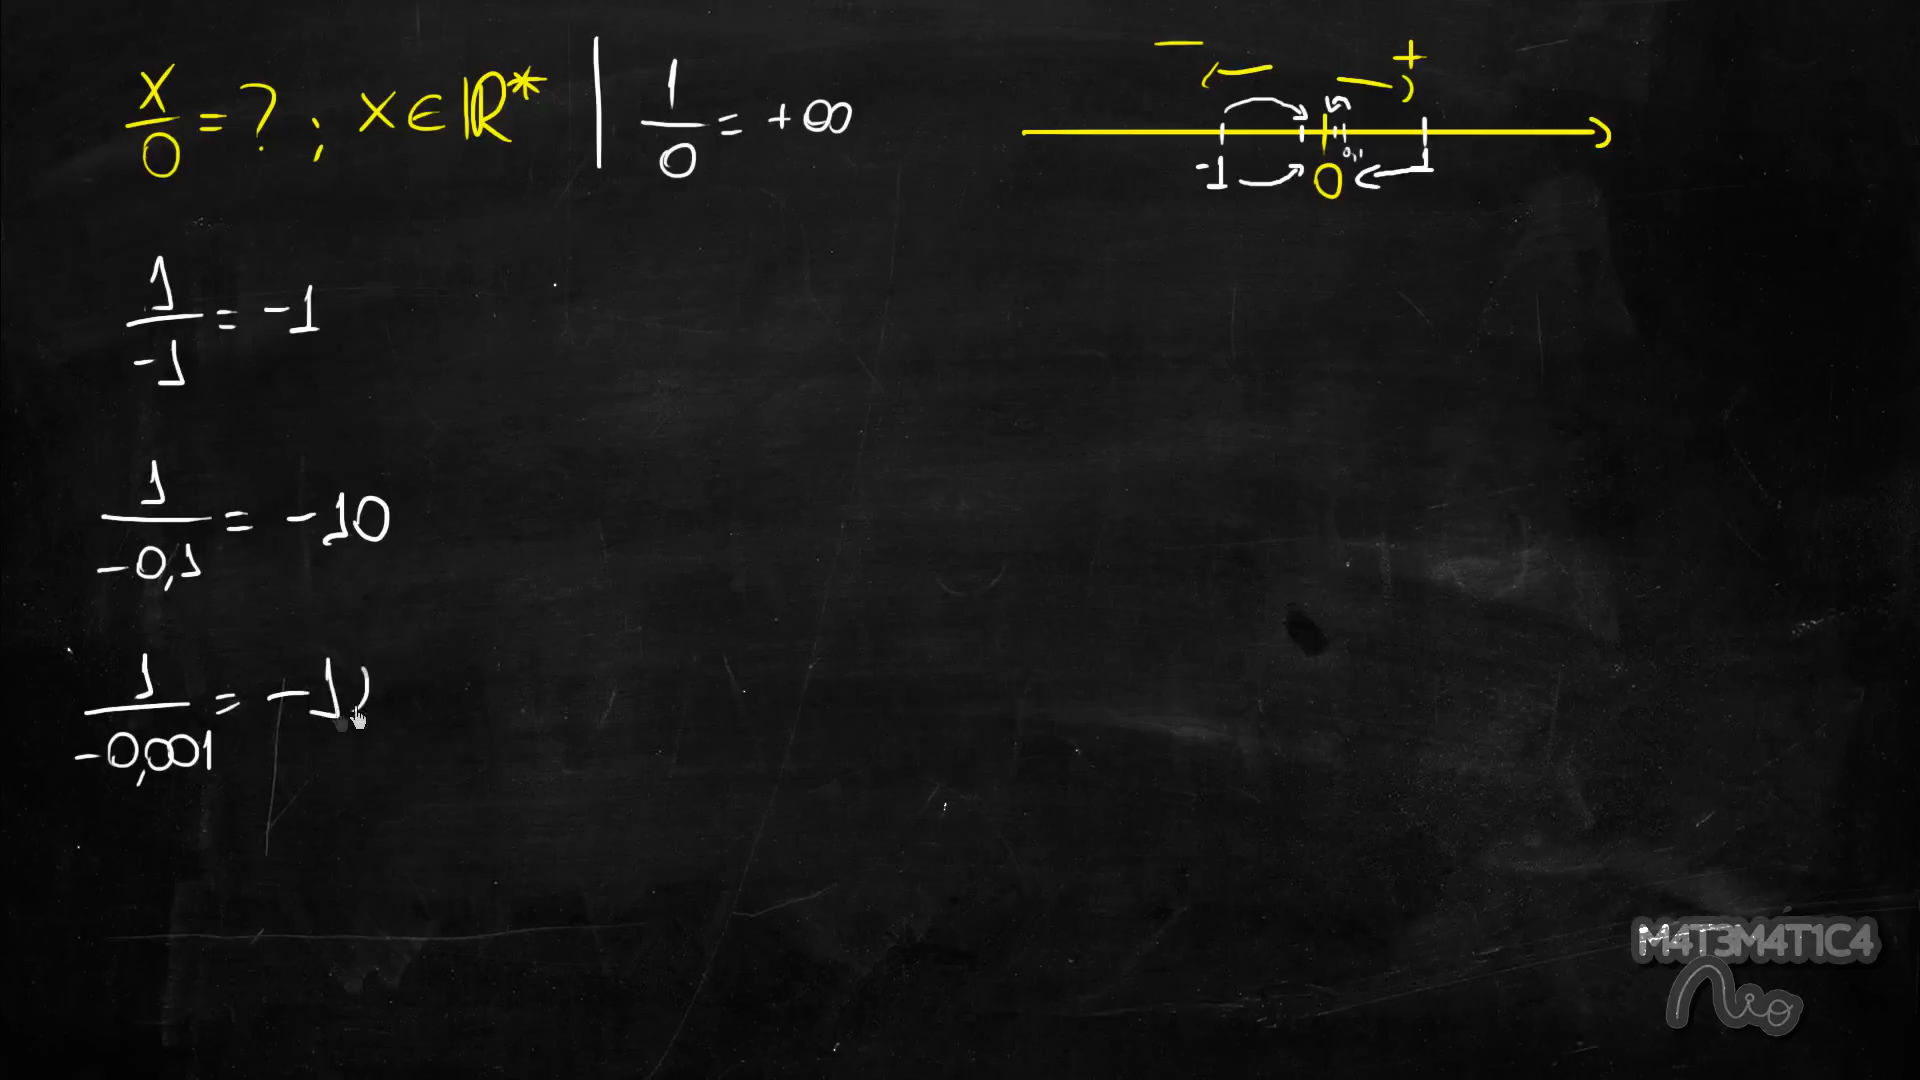 x/0 = ? ; x ∈ ℝ* | 1/0 = +∞
− +
-1 0 0,1 1
1/-1 = -1
1/-0,1 = -10
1/-0,001 = -1
M4T3M4T1C4
Rio